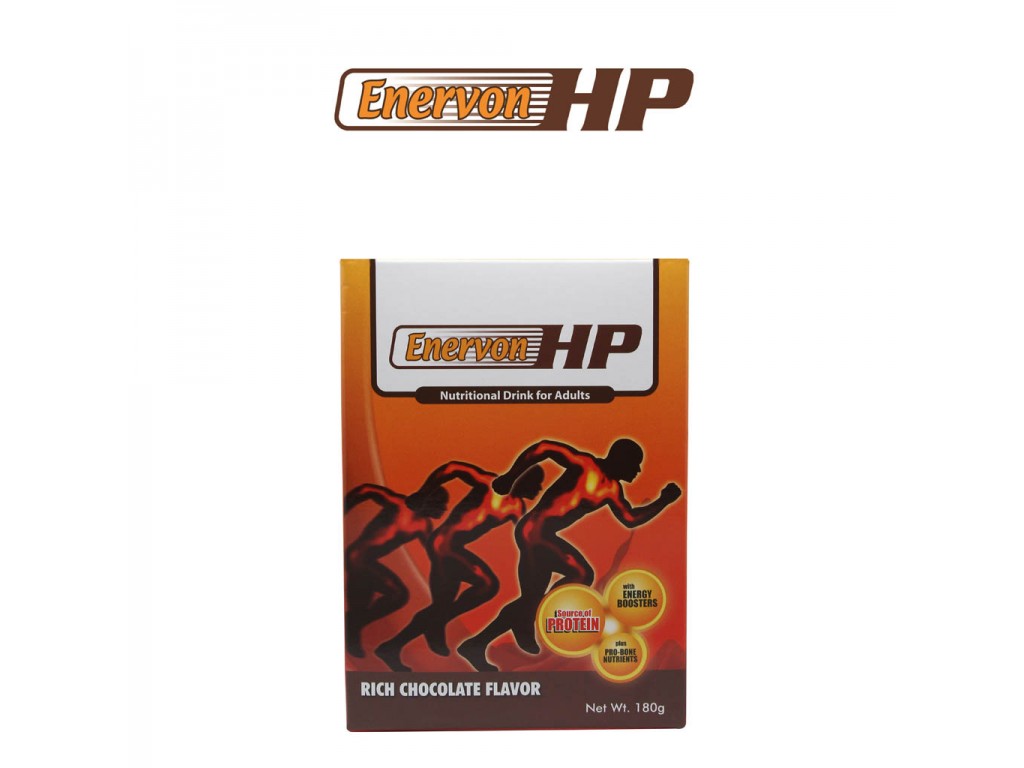 Enervon HP
Enervon HP
Nutritional Drink for Adults
with
ENERGY
BOOSTERS
Source of
PROTEIN
plus
PRO-BONE
NUTRIENTS
RICH CHOCOLATE FLAVOR
Net Wt. 180g